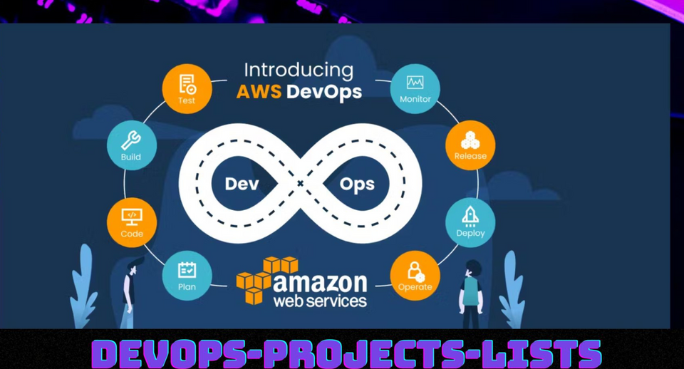 Introducing
AWS DevOps
Test
Monitor
Build
Release
Dev
Ops
Code
Deploy
Plan
Operate
amazon
web services
DEVOPS-PROJECTS-LISTS